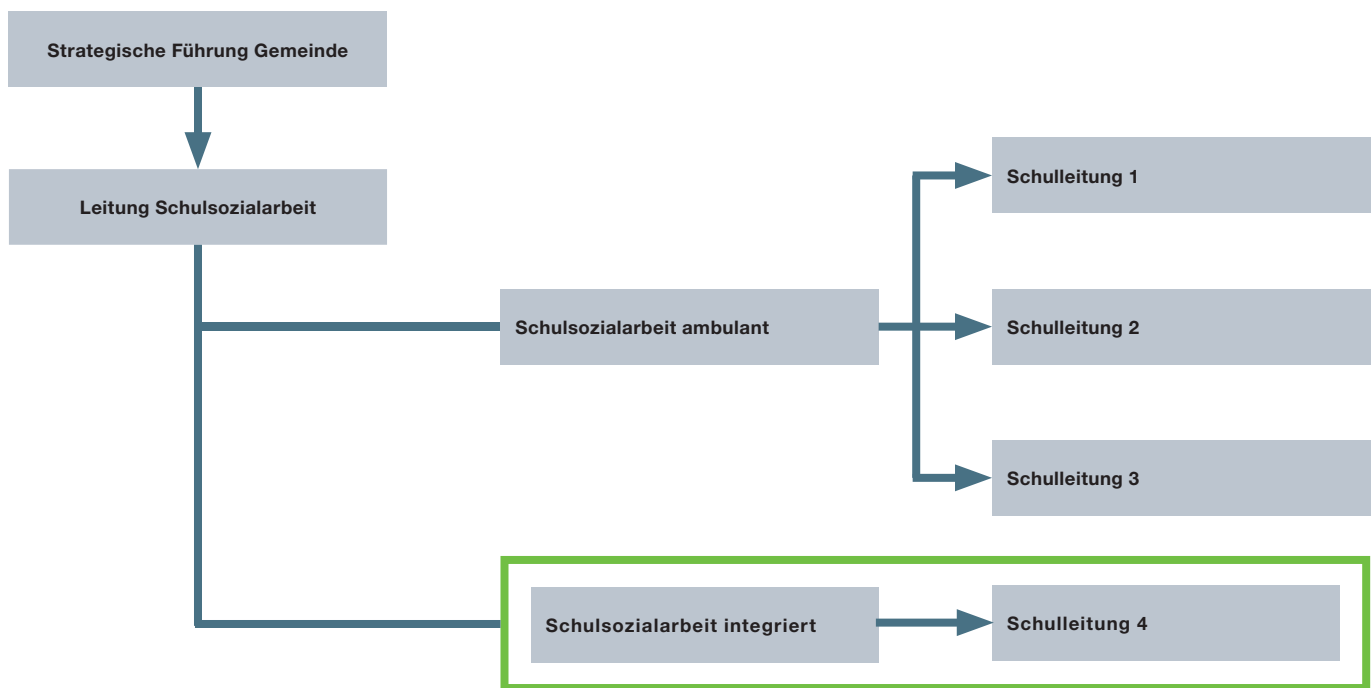 Strategische Führung Gemeinde
Leitung Schulsozialarbeit
Schulleitung 1
Schulsozialarbeit ambulant
Schulleitung 2
Schulleitung 3
Schulsozialarbeit integriert
Schulleitung 4